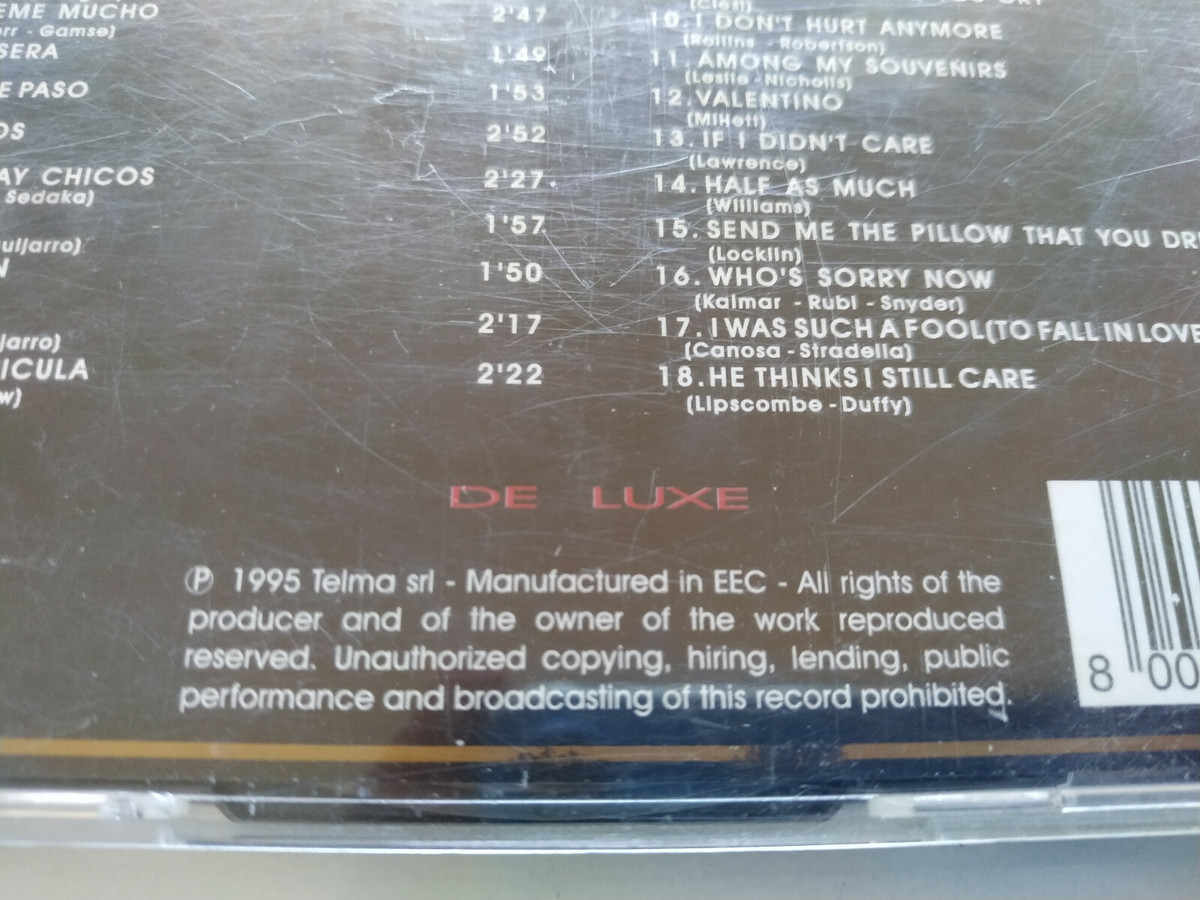 EME MUCHO 2'47
rr - Gamse)
SERA 1'49
E PASO 1'53
OS 2'52
AY CHICOS 2'27
Sedaka)
1'57
uijarro)
N 1'50
2'17
jarro)
ICULA 2'22
w)
10. I DON'T HURT ANYMORE
(Rollins - Robertson)
11. AMONG MY SOUVENIRS
(Leslie - Nicholls)
12. VALENTINO
13. IF I DIDN'T CARE
(Lawrence)
14. HALF AS MUCH
(Williams)
15. SEND ME THE PILLOW THAT YOU DR
(Locklin)
16. WHO'S SORRY NOW
(Kalmar - Rubi - Snyder)
17. I WAS SUCH A FOOL(TO FALL IN LOVE
(Canosa - Stradella)
18. HE THINKS I STILL CARE
(Lipscombe - Duffy)
DE LUXE
℗ 1995 Telma srl - Manufactured in EEC - All rights of the
producer and of the owner of the work reproduced
reserved. Unauthorized copying, hiring, lending, public
performance and broadcasting of this record prohibited.
8 00